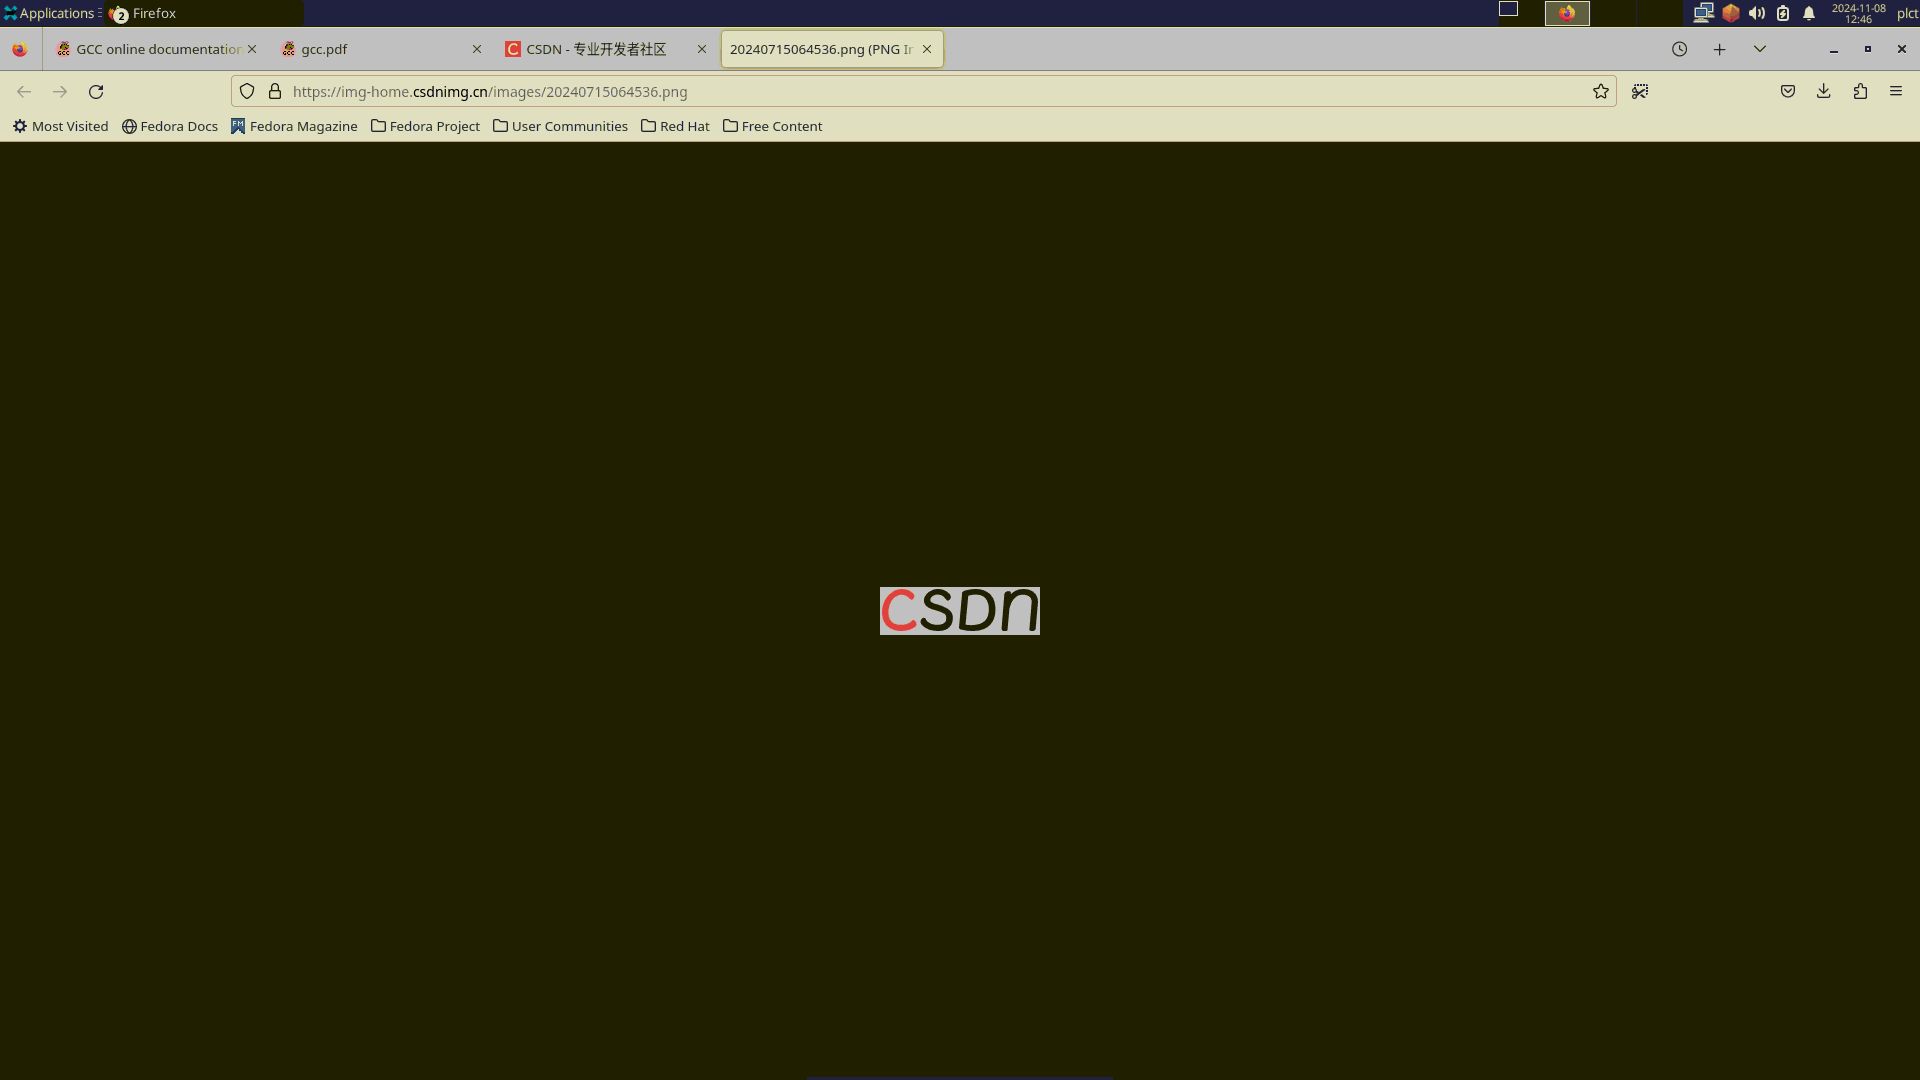 Applications Firefox 2024-11-08 plct
12:46
GCC online documentation gcc.pdf CSDN - 专业开发者社区 20240715064536.png (PNG Ir
https://img-home.csdnimg.cn/images/20240715064536.png
Most Visited Fedora Docs Fedora Magazine Fedora Project User Communities Red Hat Free Content
CSDN